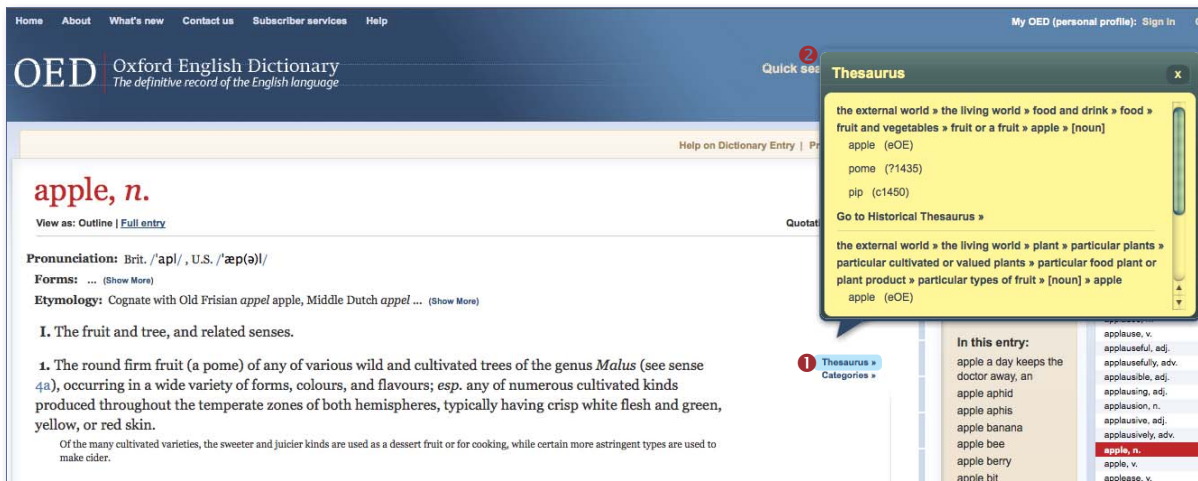 Home About What's new Contact us Subscriber services Help
My OED (personal profile): Sign in
OED Oxford English Dictionary
The definitive record of the English language
Quick
2
Thesaurus x
the external world » the living world » food and drink » food »
fruit and vegetables » fruit or a fruit » apple » [noun]
apple (eOE)
pome (?1435)
pip (c1450)
Go to Historical Thesaurus »
the external world » the living world » plant » particular plants »
particular cultivated or valued plants » particular food plant or
plant product » particular types of fruit » [noun] » apple
apple (eOE)
Help on Dictionary Entry |
apple, n.
View as: Outline | Full entry
Pronunciation: Brit. /ˈapl/ , U.S. /ˈæp(ə)l/
Forms: ... (Show More)
Etymology: Cognate with Old Frisian appel apple, Middle Dutch appel ... (Show More)
I. The fruit and tree, and related senses.
1. The round firm fruit (a pome) of any of various wild and cultivated trees of the genus Malus (see sense
4a), occurring in a wide variety of forms, colours, and flavours; esp. any of numerous cultivated kinds
produced throughout the temperate zones of both hemispheres, typically having crisp white flesh and green,
yellow, or red skin.
Of the many cultivated varieties, the sweeter and juicier kinds are used as a dessert fruit or for cooking, while certain more astringent types are used to
make cider.
1
Thesaurus »
Categories »
In this entry:
apple a day keeps the
doctor away, an
apple aphid
apple aphis
apple banana
apple bee
apple berry
apple bit
applause, v.
applauseful, adj.
applausefully, adv.
applausible, adj.
applausing, adj.
applausion, n.
applausive, adj.
applausively, adv.
apple, n.
apple, v.
applease, v.